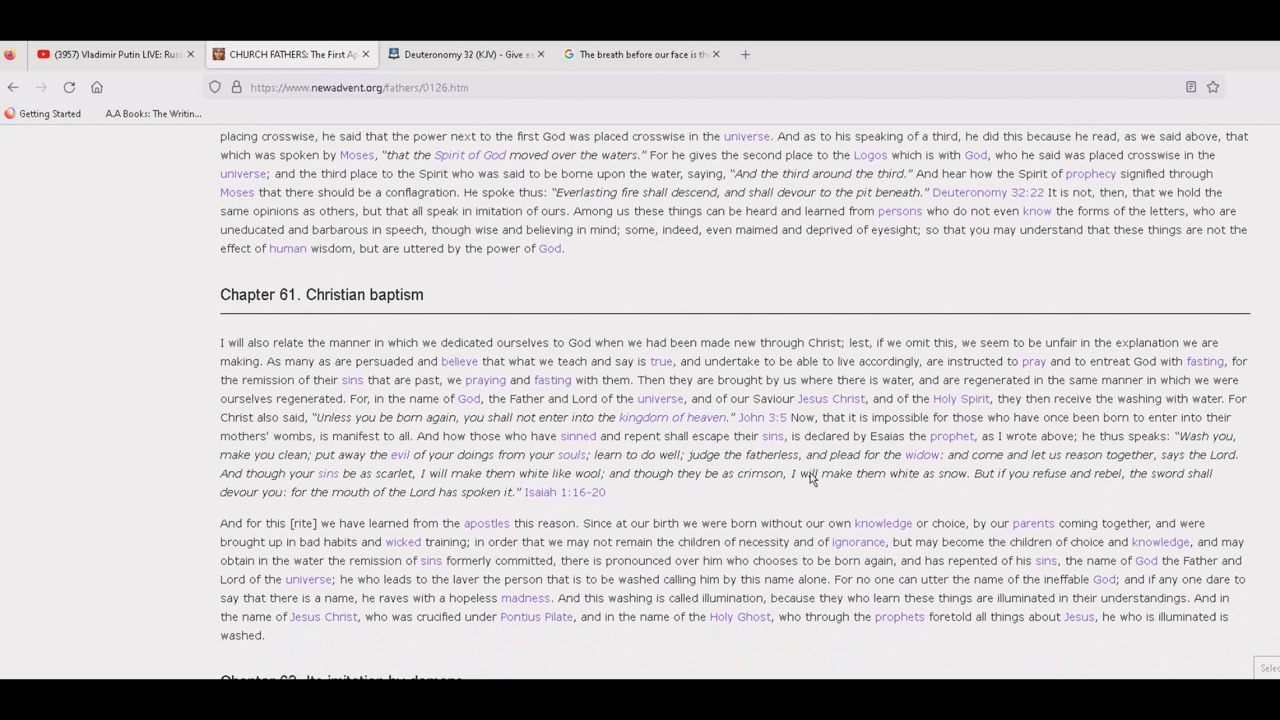 (3957) Vladimir Putin LIVE: Russ
CHURCH FATHERS: The First Ap
Deuteronomy 32 (KJV) - Give ea
The breath before our face is the
https://www.newadvent.org/fathers/0126.htm
Getting Started
A,A Books: The Writin...
placing crosswise, he said that the power next to the first God was placed crosswise in the universe. And as to his speaking of a third, he did this because he read, as we said above, that
which was spoken by Moses, “that the Spirit of God moved over the waters.” For he gives the second place to the Logos which is with God, who he said was placed crosswise in the
universe; and the third place to the Spirit who was said to be borne upon the water, saying, “And the third around the third.” And hear how the Spirit of prophecy signified through
Moses that there should be a conflagration. He spoke thus: “Everlasting fire shall descend, and shall devour to the pit beneath.” Deuteronomy 32:22 It is not, then, that we hold the
same opinions as others, but that all speak in imitation of ours. Among us these things can be heard and learned from persons who do not even know the forms of the letters, who are
uneducated and barbarous in speech, though wise and believing in mind; some, indeed, even maimed and deprived of eyesight; so that you may understand that these things are not the
effect of human wisdom, but are uttered by the power of God.
Chapter 61. Christian baptism
I will also relate the manner in which we dedicated ourselves to God when we had been made new through Christ; lest, if we omit this, we seem to be unfair in the explanation we are
making. As many as are persuaded and believe that what we teach and say is true, and undertake to be able to live accordingly, are instructed to pray and to entreat God with fasting, for
the remission of their sins that are past, we praying and fasting with them. Then they are brought by us where there is water, and are regenerated in the same manner in which we were
ourselves regenerated. For, in the name of God, the Father and Lord of the universe, and of our Saviour Jesus Christ, and of the Holy Spirit, they then receive the washing with water. For
Christ also said, “Unless you be born again, you shall not enter into the kingdom of heaven.” John 3:5 Now, that it is impossible for those who have once been born to enter into their
mothers' wombs, is manifest to all. And how those who have sinned and repent shall escape their sins, is declared by Esaias the prophet, as I wrote above; he thus speaks: “Wash you,
make you clean; put away the evil of your doings from your souls; learn to do well; judge the fatherless, and plead for the widow: and come and let us reason together, says the Lord.
And though your sins be as scarlet, I will make them white like wool; and though they be as crimson, I will make them white as snow. But if you refuse and rebel, the sword shall
devour you: for the mouth of the Lord has spoken it.” Isaiah 1:16-20
And for this [rite] we have learned from the apostles this reason. Since at our birth we were born without our own knowledge or choice, by our parents coming together, and were
brought up in bad habits and wicked training; in order that we may not remain the children of necessity and of ignorance, but may become the children of choice and knowledge, and may
obtain in the water the remission of sins formerly committed, there is pronounced over him who chooses to be born again, and has repented of his sins, the name of God the Father and
Lord of the universe; he who leads to the laver the person that is to be washed calling him by this name alone. For no one can utter the name of the ineffable God; and if any one dare to
say that there is a name, he raves with a hopeless madness. And this washing is called illumination, because they who learn these things are illuminated in their understandings. And in
the name of Jesus Christ, who was crucified under Pontius Pilate, and in the name of the Holy Ghost, who through the prophets foretold all things about Jesus, he who is illuminated is
washed.
Chapter 62. Its imitation by demons
Selec